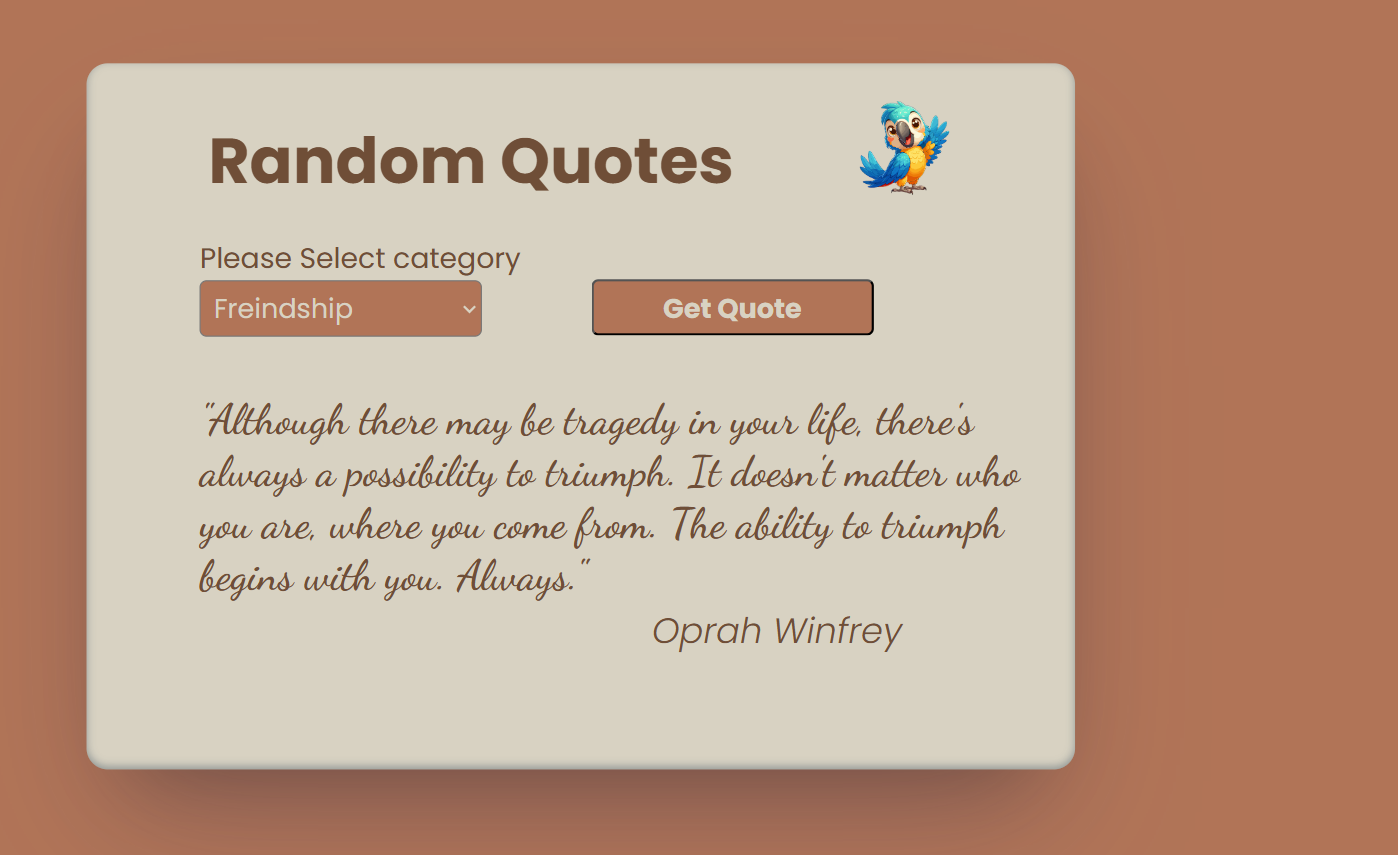 Random Quotes
Please Select category
Freindship
Get Quote
"Although there may be tragedy in your life, there's
always a possibility to triumph. It doesn't matter who
you are, where you come from. The ability to triumph
begins with you. Always."
Oprah Winfrey